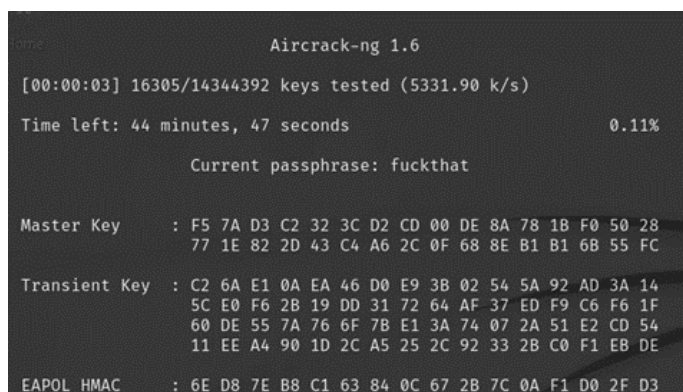 Aircrack-ng 1.6
[00:00:03] 16305/14344392 keys tested (5331.90 k/s)
Time left: 44 minutes, 47 seconds 0.11%
Current passphrase: fuckthat
Master Key : F5 7A D3 C2 32 3C D2 CD 00 DE 8A 78 1B F0 50 28
77 1E 82 2D 43 C4 A6 2C 0F 68 8E B1 B1 6B 55 FC
Transient Key : C2 6A E1 0A EA 46 D0 E9 3B 02 54 5A 92 AD 3A 14
5C E0 F6 2B 19 DD 31 72 64 AF 37 ED F9 C6 F6 1F
60 DE 55 7A 76 6F 7B E1 3A 74 07 2A 51 E2 CD 54
11 EE A4 90 1D 2C A5 25 2C 92 33 2B C0 F1 EB DE
EAPOL HMAC : 6E D8 7E B8 C1 63 84 0C 67 2B 7C 0A F1 D0 2F D3